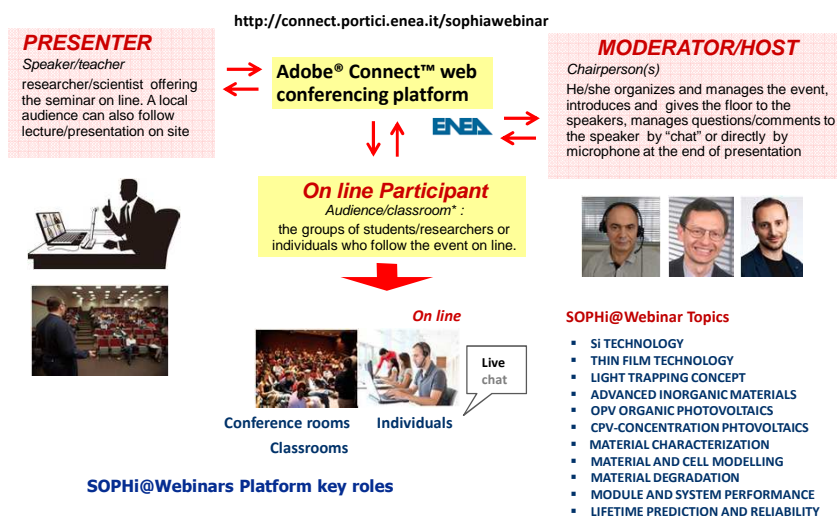 http://connect.portici.enea.it/sophiawebinar
PRESENTER
Speaker/teacher
researcher/scientist offering
the seminar on line. A local
audience can also follow
lecture/presentation on site
Adobe® Connect™ web
conferencing platform
ENEA
MODERATOR/HOST
Chairperson(s)
He/she organizes and manages the event,
introduces and gives the floor to the
speakers, manages questions/comments to
the speaker by “chat” or directly by
microphone at the end of presentation
On line Participant
Audience/classroom* :
the groups of students/researchers or
individuals who follow the event on line.
On line
Live
chat
Conference rooms
Individuals
Classrooms
SOPHi@Webinars Platform key roles
SOPHi@Webinar Topics
▪ Si TECHNOLOGY
▪ THIN FILM TECHNOLOGY
▪ LIGHT TRAPPING CONCEPT
▪ ADVANCED INORGANIC MATERIALS
▪ OPV ORGANIC PHOTOVOLTAICS
▪ CPV-CONCENTRATION PHTOVOLTAICS
▪ MATERIAL CHARACTERIZATION
▪ MATERIAL AND CELL MODELLING
▪ MATERIAL DEGRADATION
▪ MODULE AND SYSTEM PERFORMANCE
▪ LIFETIME PREDICTION AND RELIABILITY